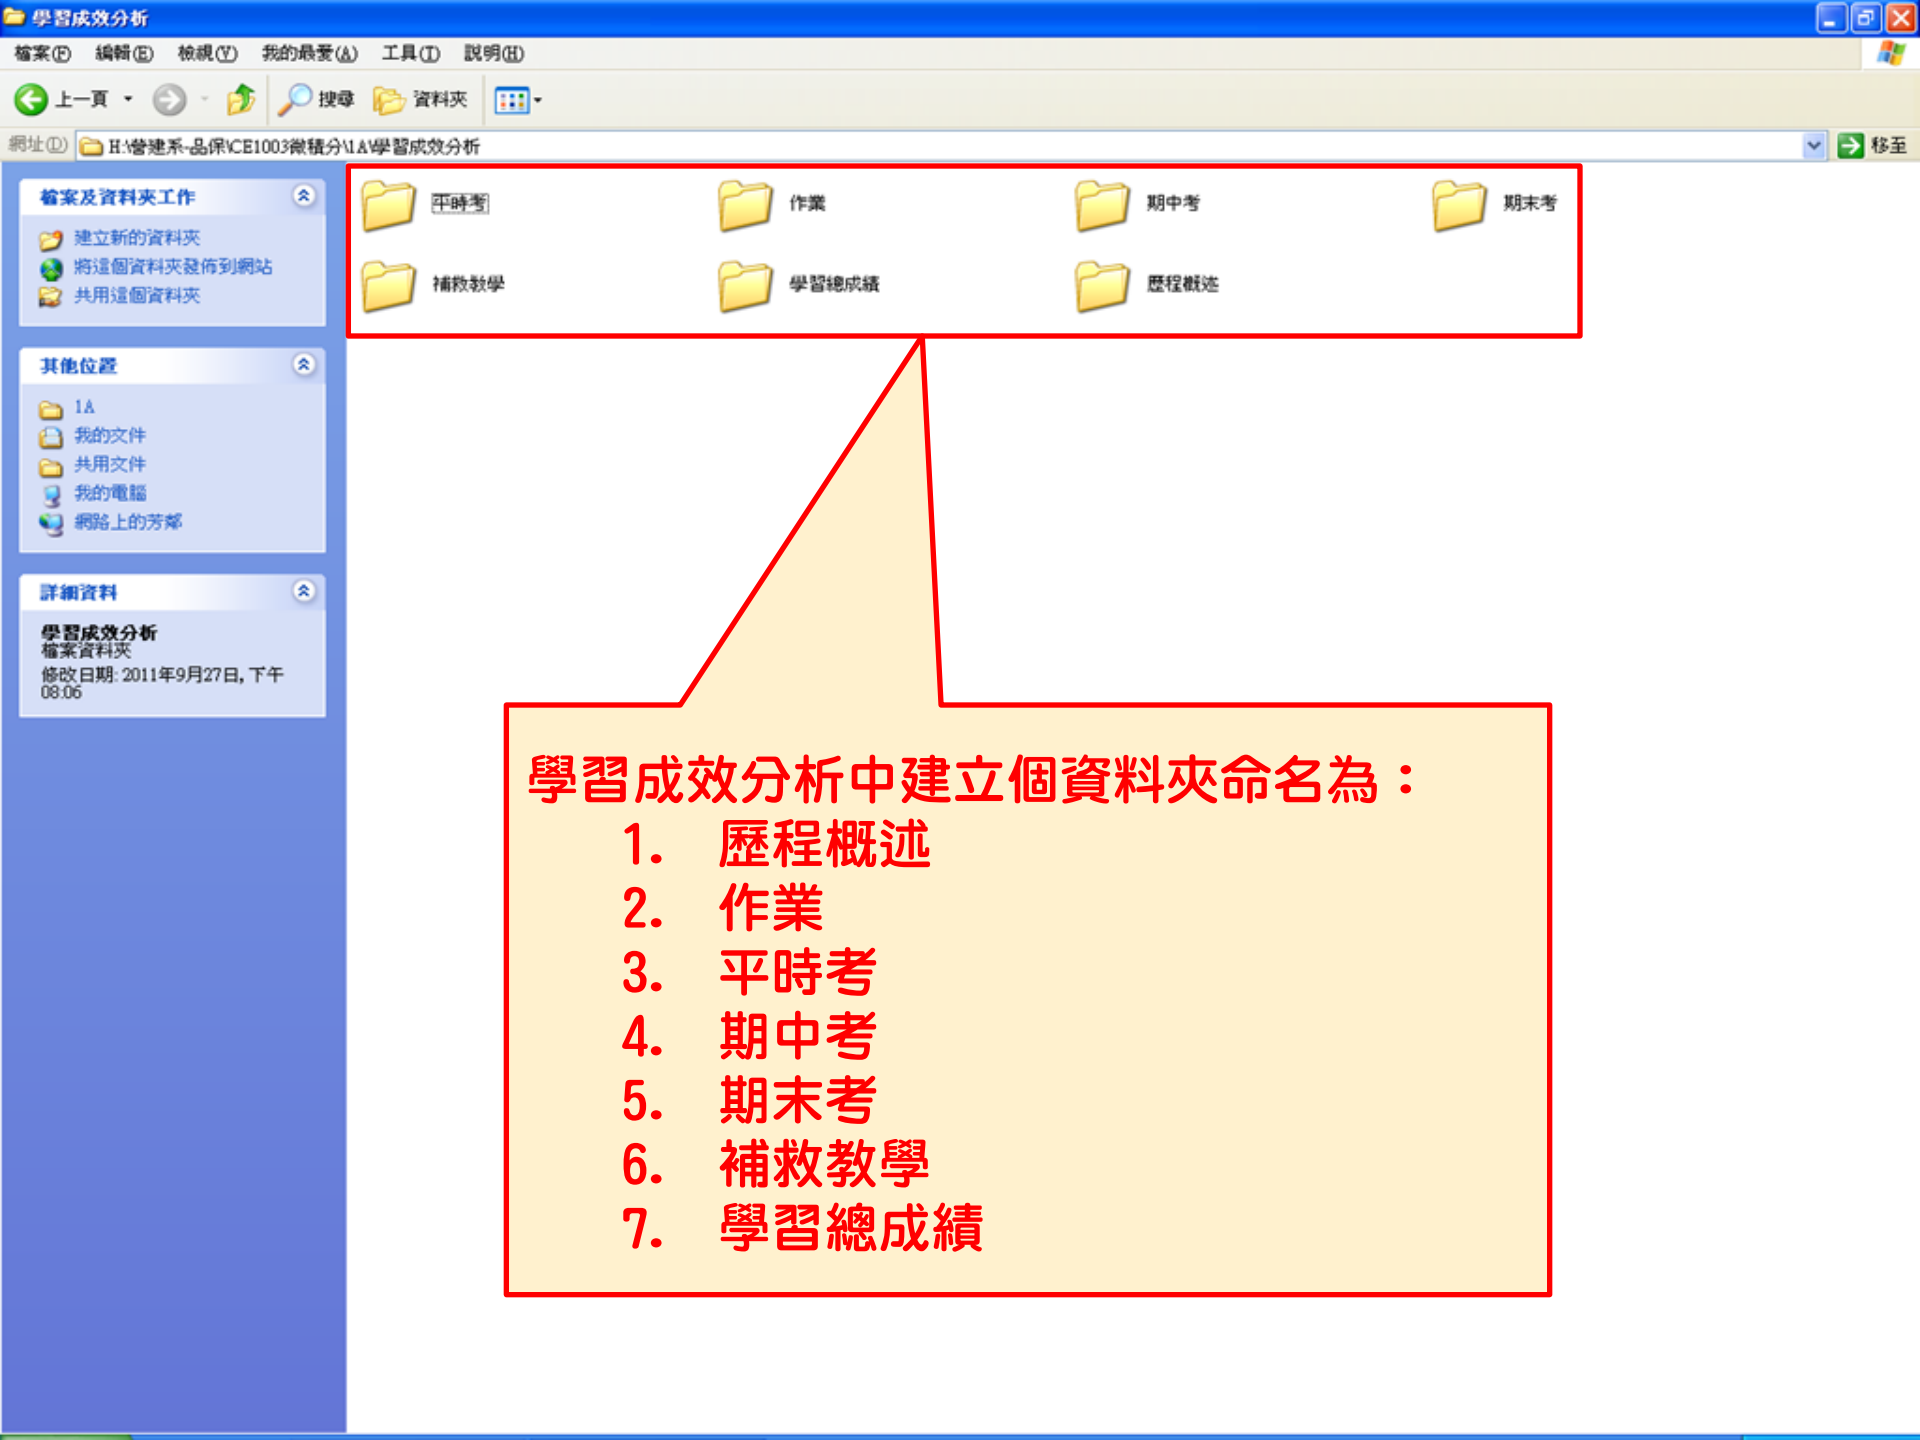 學習成效分析
檔案(F) 編輯(E) 檢視(V) 我的最愛(A) 工具(T) 說明(H)
上一頁 搜尋 資料夾
網址(D) H:\營建系-品保\CE1003微積分\1A\學習成效分析 移至
檔案及資料夾工作
建立新的資料夾
將這個資料夾發佈到網站
共用這個資料夾
其他位置
1A
我的文件
共用文件
我的電腦
網路上的芳鄰
詳細資料
學習成效分析
檔案資料夾
修改日期: 2011年9月27日, 下午
08:06
平時考 作業 期中考 期末考
補救教學 學習總成績 歷程概述
學習成效分析中建立個資料夾命名為：
1. 歷程概述
2. 作業
3. 平時考
4. 期中考
5. 期末考
6. 補救教學
7. 學習總成績